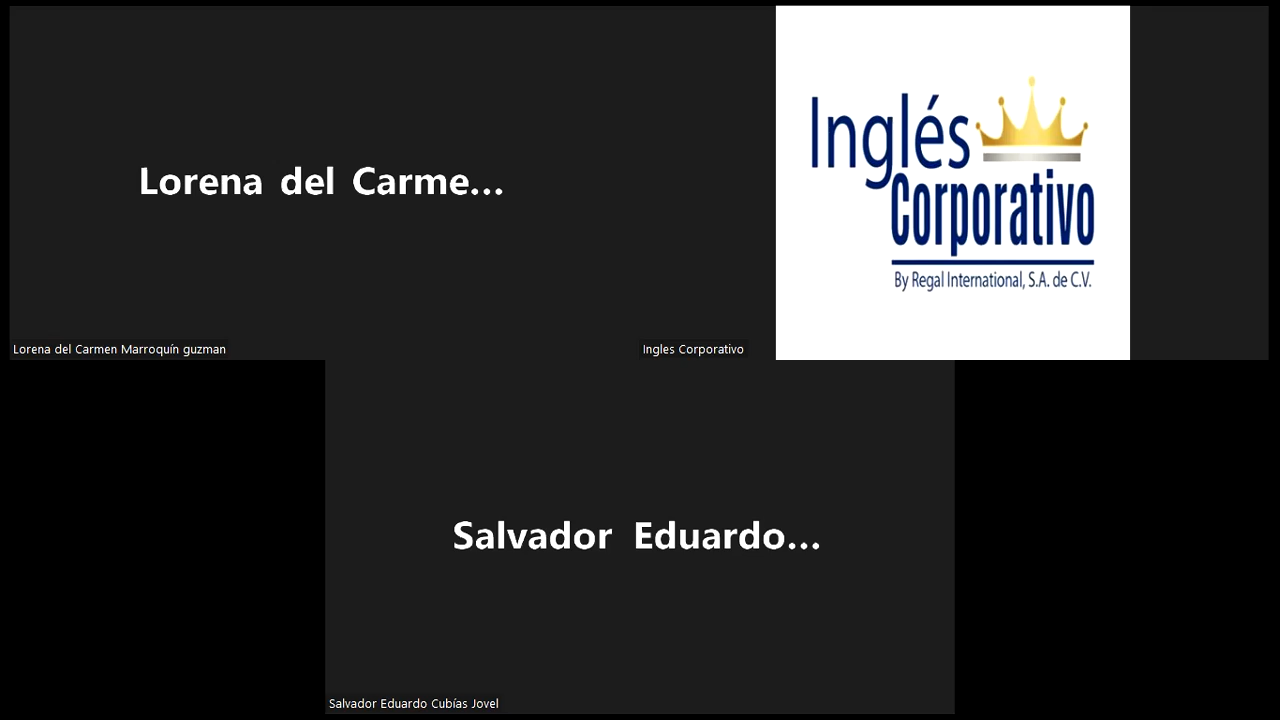 Lorena del Carme...
Inglés
Corporativo
By Regal International, S.A. de C.V.
Lorena del Carmen Marroquín guzman
Ingles Corporativo
Salvador Eduardo...
Salvador Eduardo Cubías Jovel